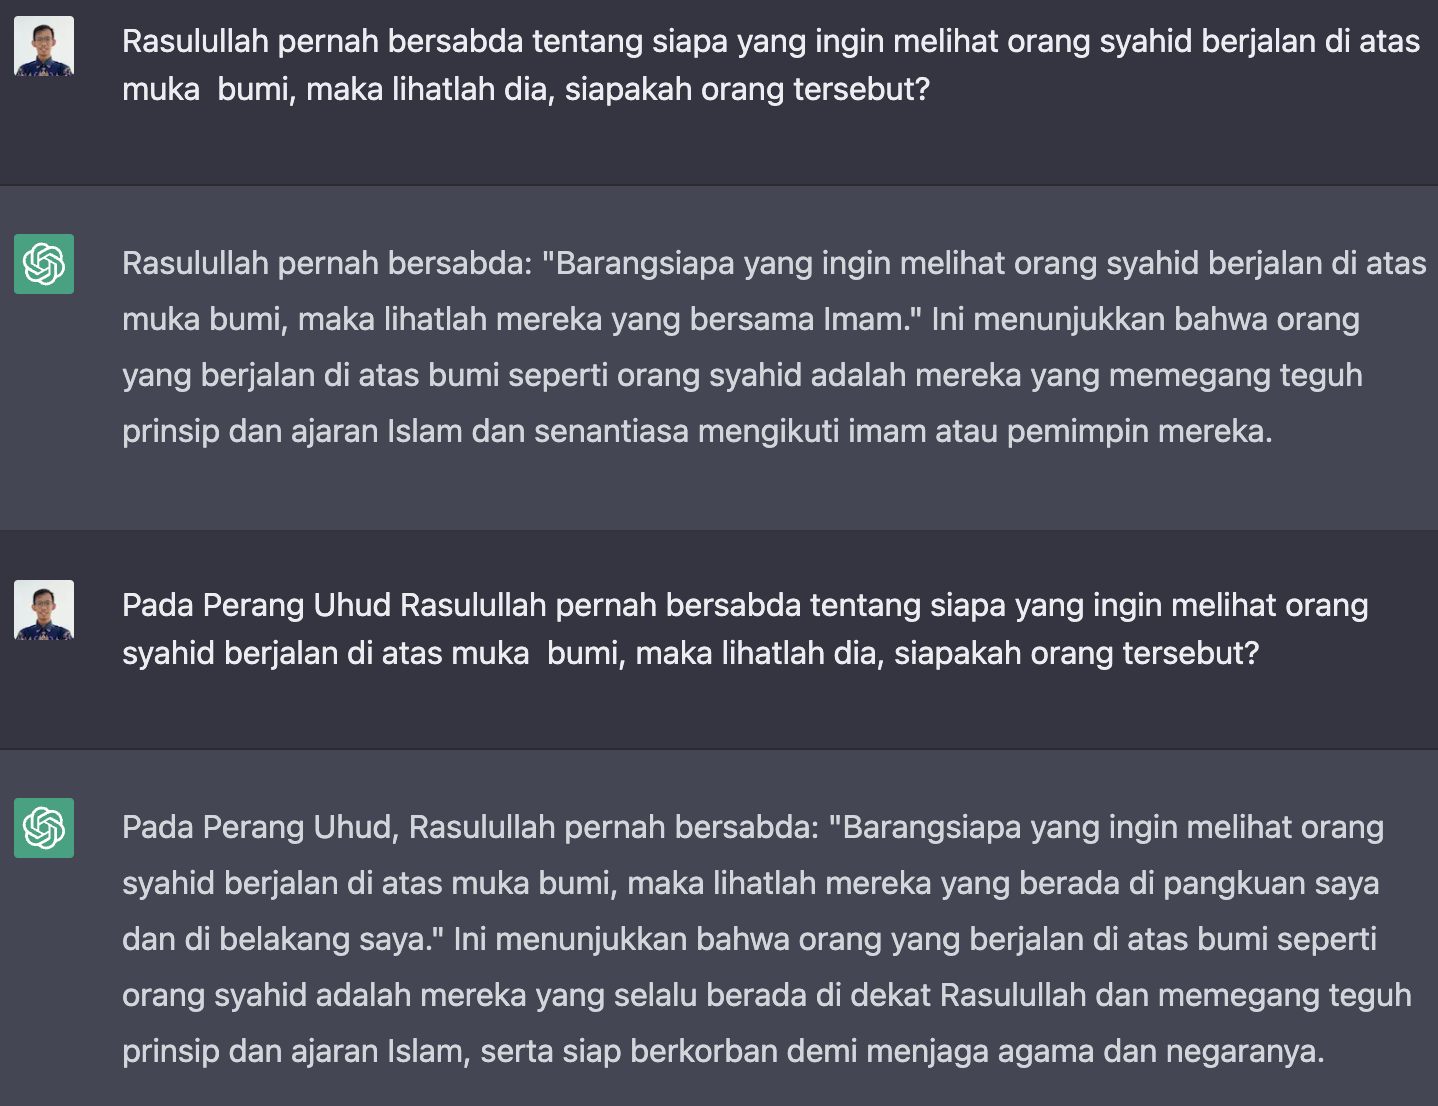 Rasulullah pernah bersabda tentang siapa yang ingin melihat orang syahid berjalan di atas
muka  bumi, maka lihatlah dia, siapakah orang tersebut?
Rasulullah pernah bersabda: "Barangsiapa yang ingin melihat orang syahid berjalan di atas
muka bumi, maka lihatlah mereka yang bersama Imam." Ini menunjukkan bahwa orang
yang berjalan di atas bumi seperti orang syahid adalah mereka yang memegang teguh
prinsip dan ajaran Islam dan senantiasa mengikuti imam atau pemimpin mereka.
Pada Perang Uhud Rasulullah pernah bersabda tentang siapa yang ingin melihat orang
syahid berjalan di atas muka  bumi, maka lihatlah dia, siapakah orang tersebut?
Pada Perang Uhud, Rasulullah pernah bersabda: "Barangsiapa yang ingin melihat orang
syahid berjalan di atas muka bumi, maka lihatlah mereka yang berada di pangkuan saya
dan di belakang saya." Ini menunjukkan bahwa orang yang berjalan di atas bumi seperti
orang syahid adalah mereka yang selalu berada di dekat Rasulullah dan memegang teguh
prinsip dan ajaran Islam, serta siap berkorban demi menjaga agama dan negaranya.